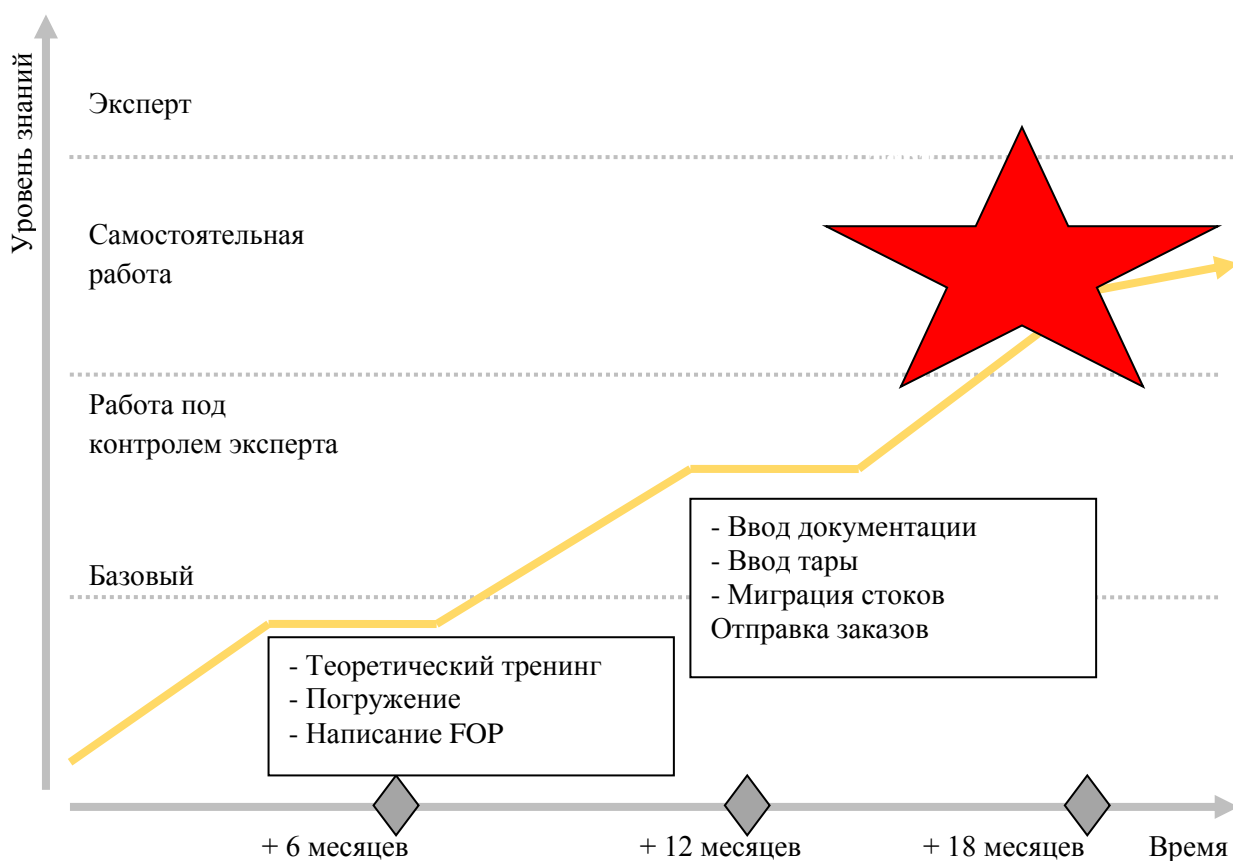 Уровень знаний
Эксперт
Самостоятельная
работа
Работа под
контролем эксперта
Базовый
- Ввод документации
- Ввод тары
- Миграция стоков
Отправка заказов
- Теоретический тренинг
- Погружение
- Написание FOP
+ 6 месяцев
+ 12 месяцев
+ 18 месяцев
Время